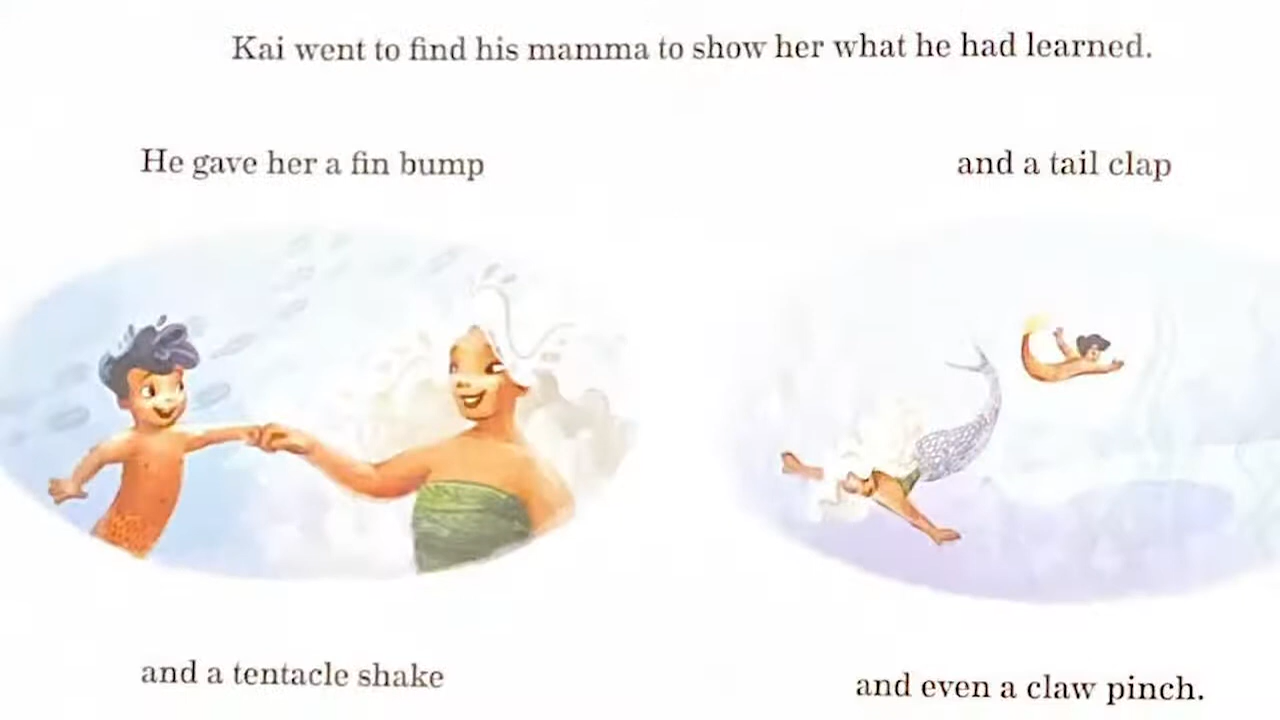 Kai went to find his mamma to show her what he had learned.
He gave her a fin bump
and a tail clap
and a tentacle shake
and even a claw pinch.